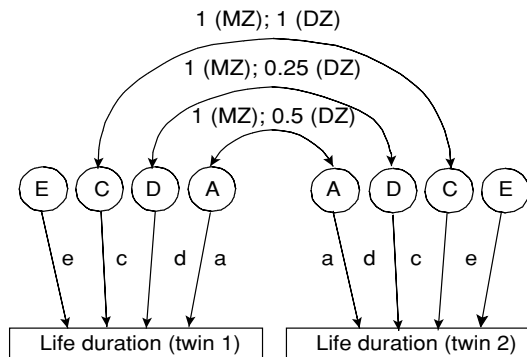 1 (MZ); 1 (DZ)
1 (MZ); 0.25 (DZ)
1 (MZ); 0.5 (DZ)
E C D A A D C E
e c d a a d c e
Life duration (twin 1) Life duration (twin 2)